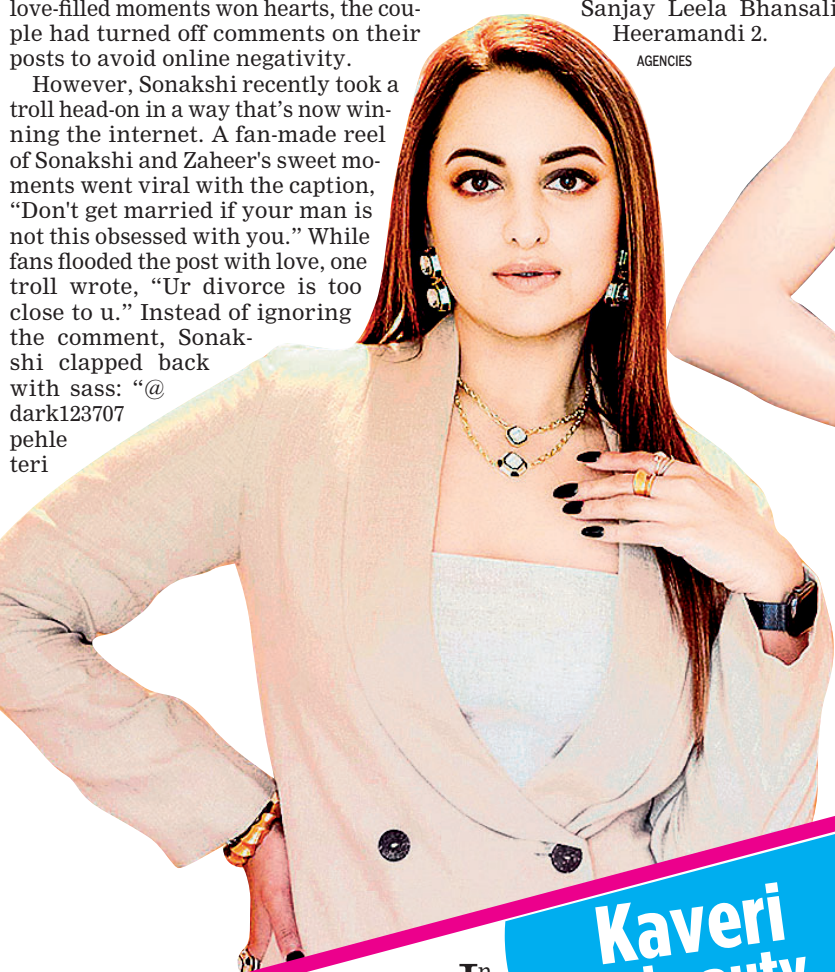 love-filled moments won hearts, the cou-
ple had turned off comments on their
posts to avoid online negativity.
However, Sonakshi recently took a
troll head-on in a way that's now win-
ning the internet. A fan-made reel
of Sonakshi and Zaheer's sweet mo-
ments went viral with the caption,
“Don't get married if your man is
not this obsessed with you.” While
fans flooded the post with love, one
troll wrote, “Ur divorce is too
close to u.” Instead of ignoring
the comment, Sonak-
shi clapped back
with sass: “@
dark123707
pehle
teri
Sanjay Leela Bhansali
Heeramandi 2.
AGENCIES
Kaveri
In